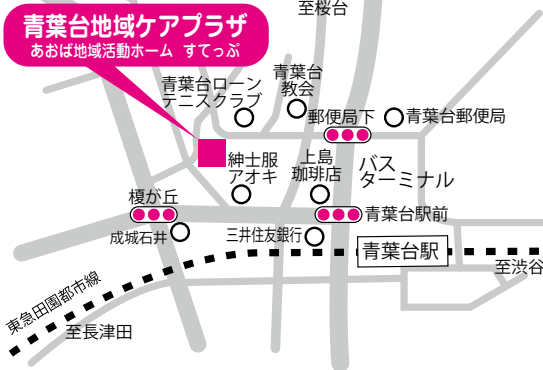 至桜台
青葉台地域ケアプラザ
あおば地域活動ホーム すてっぷ
青葉台ローン
テニスクラブ
青葉台
教会
郵便局下
青葉台郵便局
紳士服
アオキ
上島
珈琲店
バス
ターミナル
榎が丘
青葉台駅前
成城石井
三井住友銀行
青葉台駅
至渋谷
東急田園都市線
至長津田